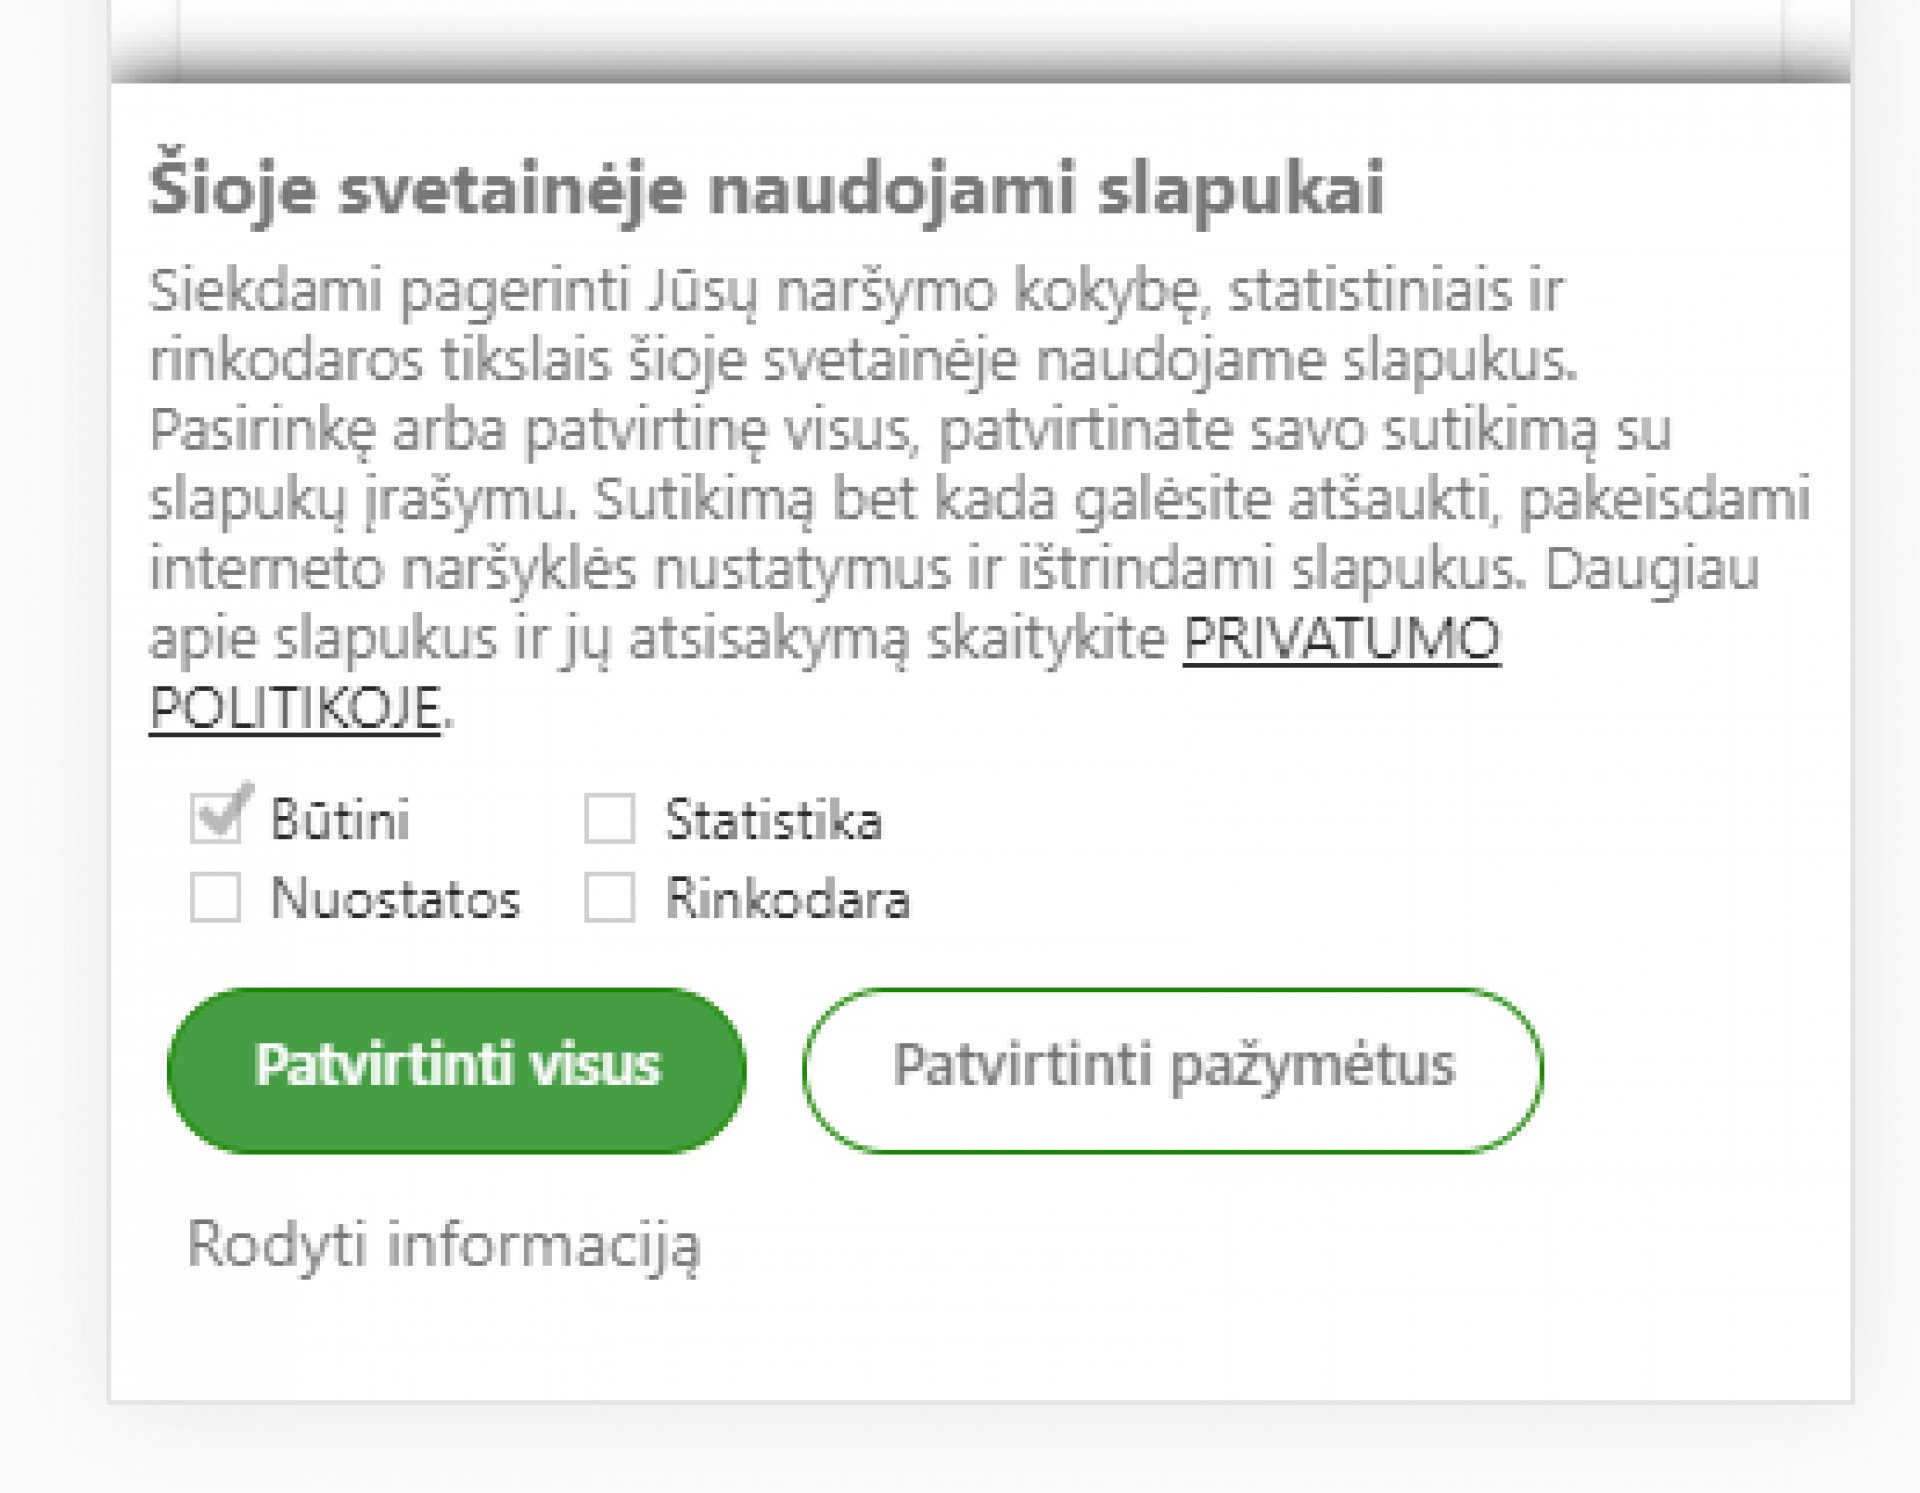 Šioje svetainėje naudojami slapukai
Siekdami pagerinti Jūsų naršymo kokybę, statistiniais ir
rinkodaros tikslais šioje svetainėje naudojame slapukus.
Pasirinkę arba patvirtinę visus, patvirtinate savo sutikimą su
slapukų įrašymu. Sutikimą bet kada galėsite atšaukti, pakeisdami
interneto naršyklės nustatymus ir ištrindami slapukus. Daugiau
apie slapukus ir jų atsisakymą skaitykite PRIVATUMO
POLITIKOJE.
Būtini Statistika
Nuostatos Rinkodara
Patvirtinti visus Patvirtinti pažymėtus
Rodyti informaciją